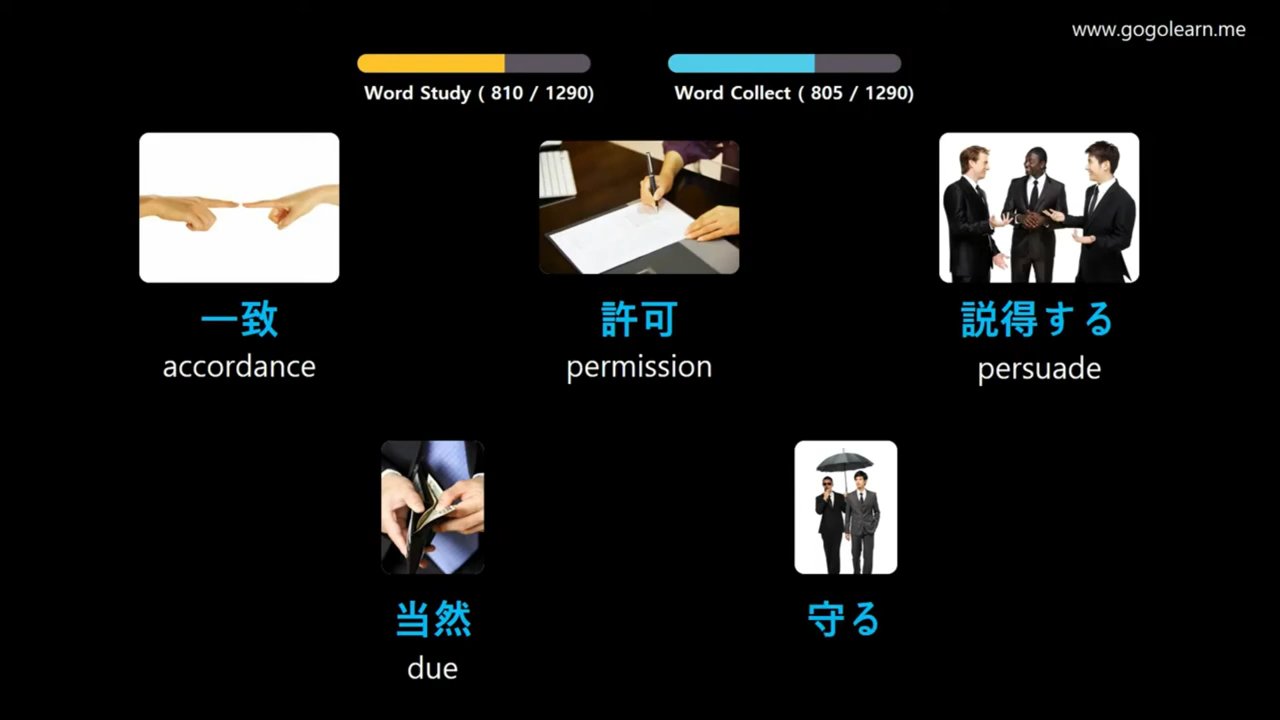 www.gogolearn.me
Word Study ( 810 / 1290)
Word Collect ( 805 / 1290)
一致
accordance
許可
permission
説得する
persuade
当然
due
守る